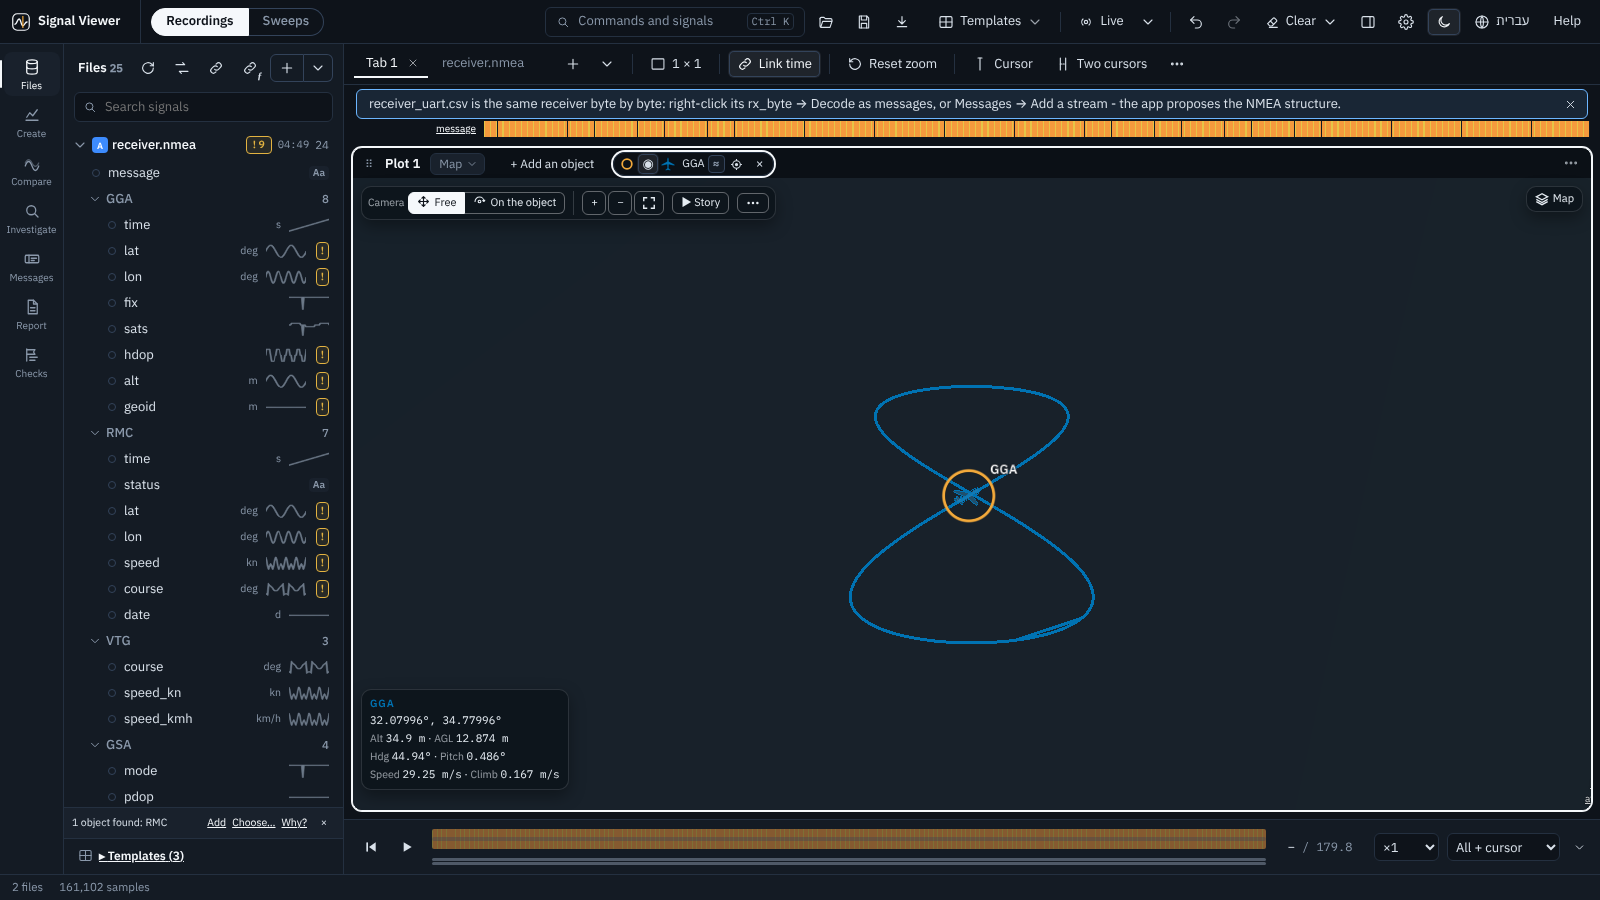 Signal Viewer
Recordings
Sweeps
Commands and signals
Ctrl K
Templates
Live
Clear
עברית
Help
Files
Create
Compare
Investigate
Messages
Report
Checks
Files 25
Search signals
A receiver.nmea ! 9 04:49 24
message Aa
GGA 8
time s
lat deg !
lon deg !
fix
sats
hdop !
alt m !
geoid m !
RMC 7
time s
status Aa
lat deg !
lon deg !
speed kn !
course deg !
date d
VTG 3
course deg
speed_kn kn
speed_kmh km/h
GSA 4
mode
pdop
1 object found: RMC Add Choose... Why? ×
▸ Templates (3)
2 files 161,102 samples
Tab 1 ×
receiver.nmea
1 × 1
Link time
Reset zoom
Cursor
Two cursors
receiver_uart.csv is the same receiver byte by byte: right-click its rx_byte → Decode as messages, or Messages → Add a stream - the app proposes the NMEA structure.
message
Plot 1
Map
+ Add an object
GGA ≈ ×
Camera
Free
On the object
+
−
Story
Map
GGA
GGA
32.07996°, 34.77996°
Alt 34.9 m · AGL 12.874 m
Hdg 44.94° · Pitch 0.486°
Speed 29.25 m/s · Climb 0.167 m/s
– / 179.8
×1
All + cursor